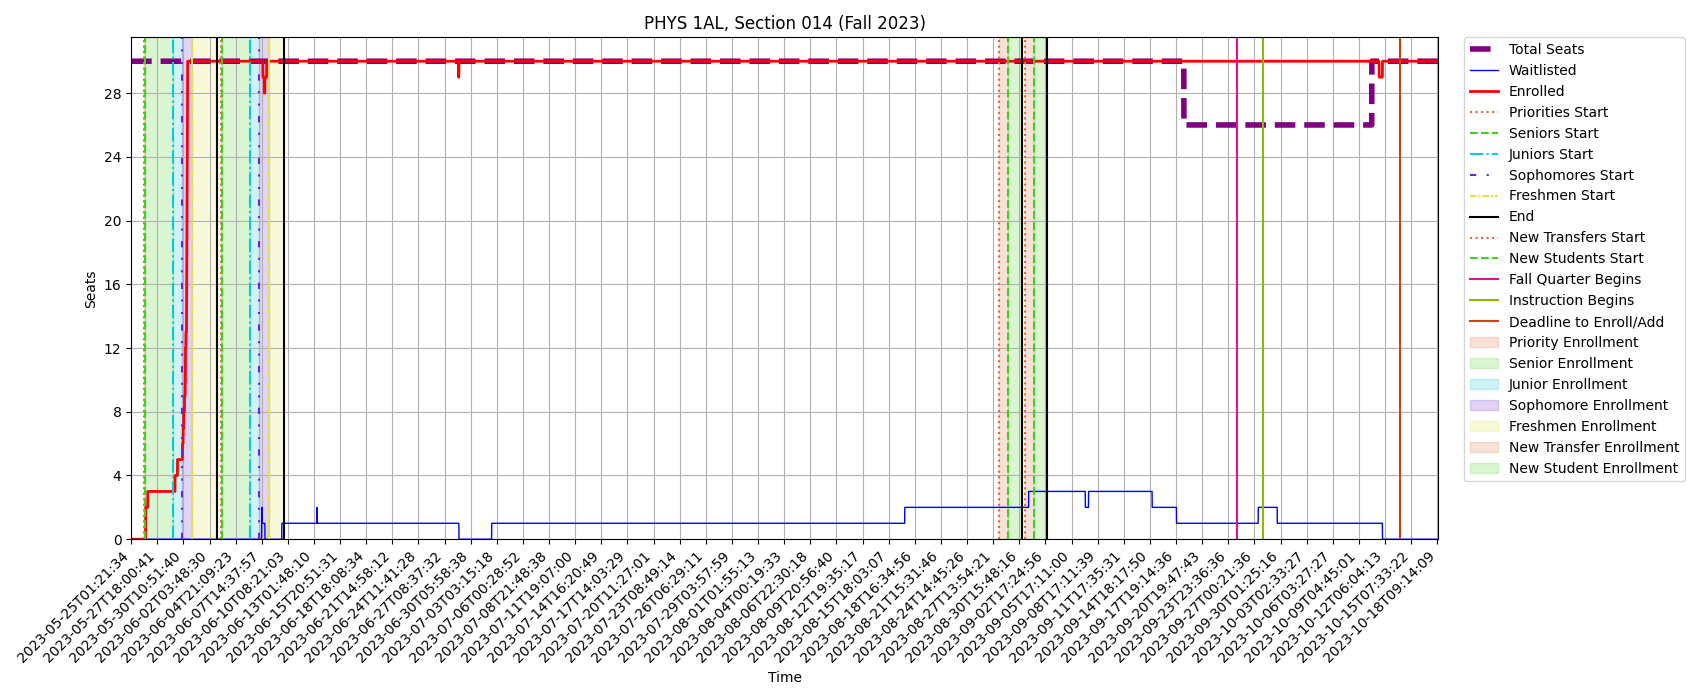 PHYS 1AL, Section 014 (Fall 2023)
Seats
28
24
20
16
12
8
4
0
2023-05-25T01:21:34
2023-05-27T18:00:41
2023-05-30T10:51:40
2023-06-02T03:48:30
2023-06-04T21:09:23
2023-06-07T14:37:57
2023-06-10T08:21:03
2023-06-13T01:48:10
2023-06-15T20:51:31
2023-06-18T18:08:34
2023-06-21T14:58:12
2023-06-24T11:41:28
2023-06-27T08:37:32
2023-06-30T05:58:38
2023-07-03T03:15:18
2023-07-06T00:28:52
2023-07-08T21:48:38
2023-07-11T19:07:00
2023-07-14T16:20:49
2023-07-17T14:03:29
2023-07-20T11:27:01
2023-07-23T08:49:14
2023-07-26T06:29:11
2023-07-29T03:57:59
2023-08-01T01:55:13
2023-08-04T00:19:33
2023-08-06T22:30:18
2023-08-09T20:56:40
2023-08-12T19:35:17
2023-08-15T18:03:07
2023-08-18T16:34:56
2023-08-21T15:31:46
2023-08-24T14:45:26
2023-08-27T13:54:21
2023-08-30T15:48:16
2023-09-02T17:24:56
2023-09-05T17:11:00
2023-09-08T17:11:39
2023-09-11T17:35:31
2023-09-14T18:17:50
2023-09-17T19:14:36
2023-09-20T19:47:43
2023-09-23T23:36:36
2023-09-27T00:21:36
2023-09-30T01:25:16
2023-10-03T02:33:27
2023-10-06T03:27:27
2023-10-09T04:45:01
2023-10-12T06:04:13
2023-10-15T07:33:22
2023-10-18T09:14:09
Time
Total Seats
Waitlisted
Enrolled
Priorities Start
Seniors Start
Juniors Start
Sophomores Start
Freshmen Start
End
New Transfers Start
New Students Start
Fall Quarter Begins
Instruction Begins
Deadline to Enroll/Add
Priority Enrollment
Senior Enrollment
Junior Enrollment
Sophomore Enrollment
Freshmen Enrollment
New Transfer Enrollment
New Student Enrollment